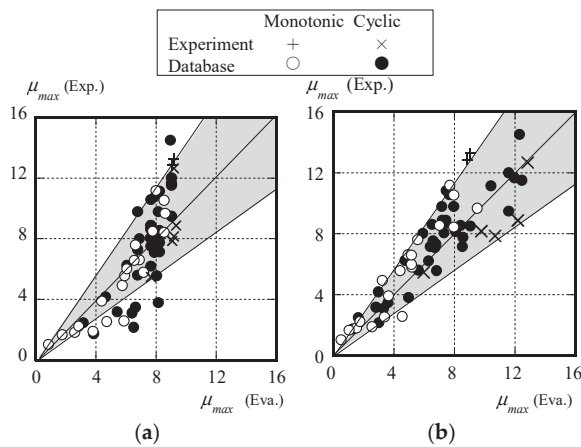 Monotonic Cyclic
Experiment + ×
Database ○ ●
μmax (Exp.)
16
12
8
4
0
0 4 8 12 16
μmax (Eva.)
(a)
μmax (Exp.)
16
12
8
4
0
0 4 8 12 16
μmax (Eva.)
(b)